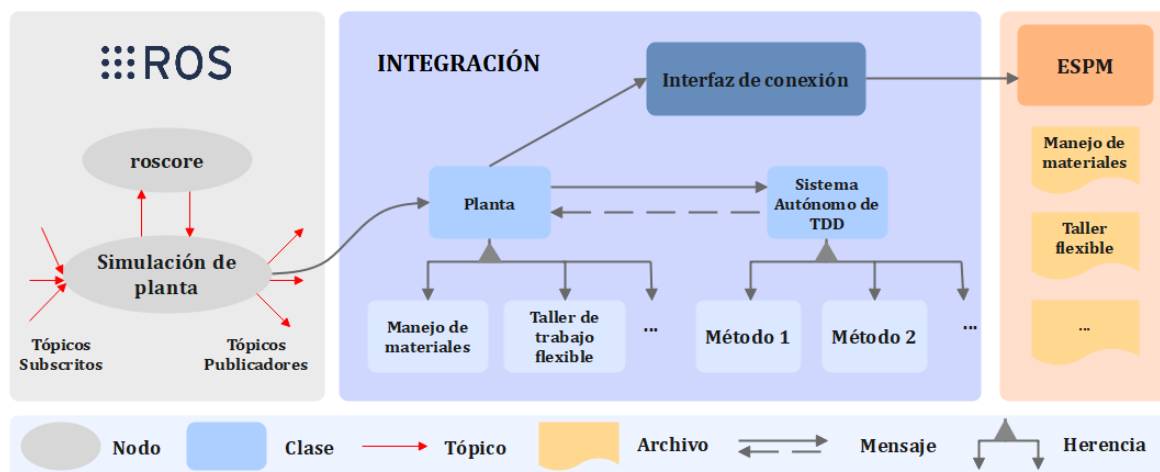 ROS
roscore
Simulación de
planta
Tópicos
Subscritos
Tópicos
Publicadores
INTEGRACIÓN
Interfaz de conexión
Planta
Sistema
Autónomo de
TDD
Manejo de
materiales
Taller de
trabajo
flexible
...
Método 1
Método 2
...
ESPM
Manejo de
materiales
Taller
flexible
...
Nodo
Clase
Tópico
Archivo
Mensaje
Herencia